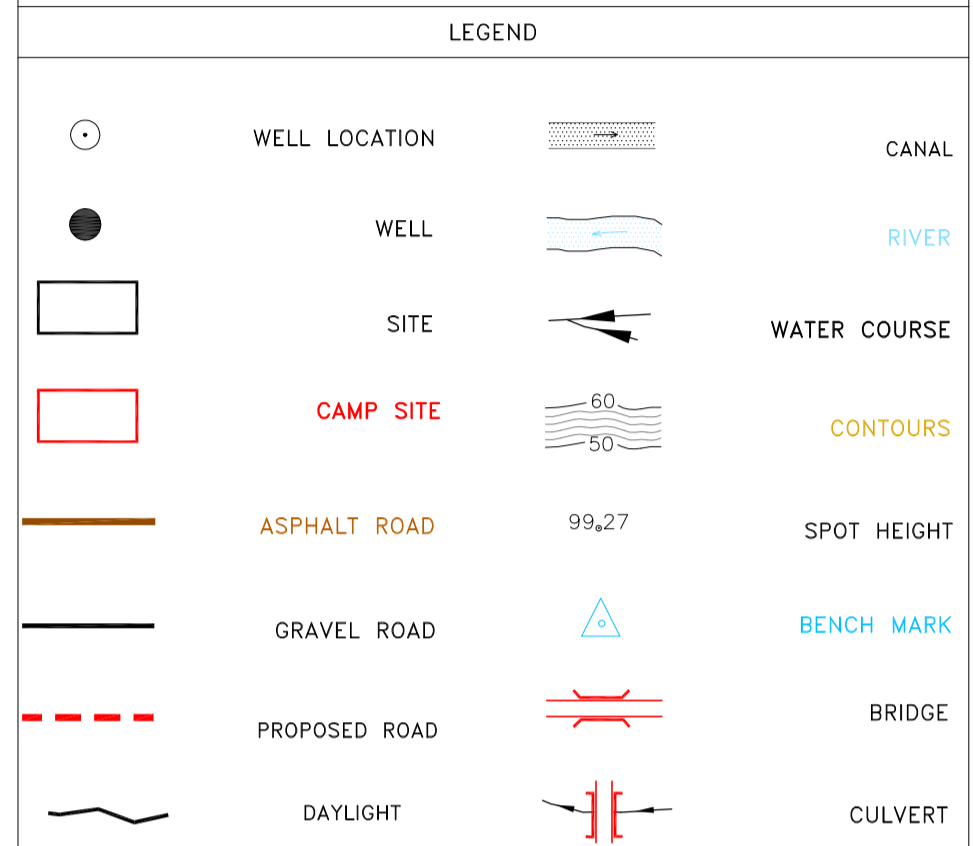 LEGEND
WELL LOCATION
CANAL
WELL
RIVER
SITE
WATER COURSE
CAMP SITE
60
50
CONTOURS
ASPHALT ROAD
99.27
SPOT HEIGHT
GRAVEL ROAD
BENCH MARK
PROPOSED ROAD
BRIDGE
DAYLIGHT
CULVERT